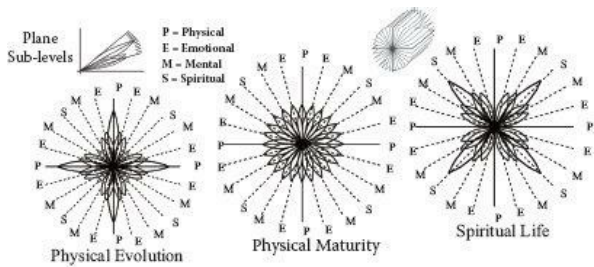 Plane
Sub-levels
P = Physical
E = Emotional
M = Mental
S = Spiritual
P E M S M E P E M S M E P E M S M E P E M S M E
Physical Evolution
P E M S M E P E M S M E P E M S M E P E M S M E
Physical Maturity
P E M S M E P E M S M E P E M S M E P E M S M E
Spiritual Life